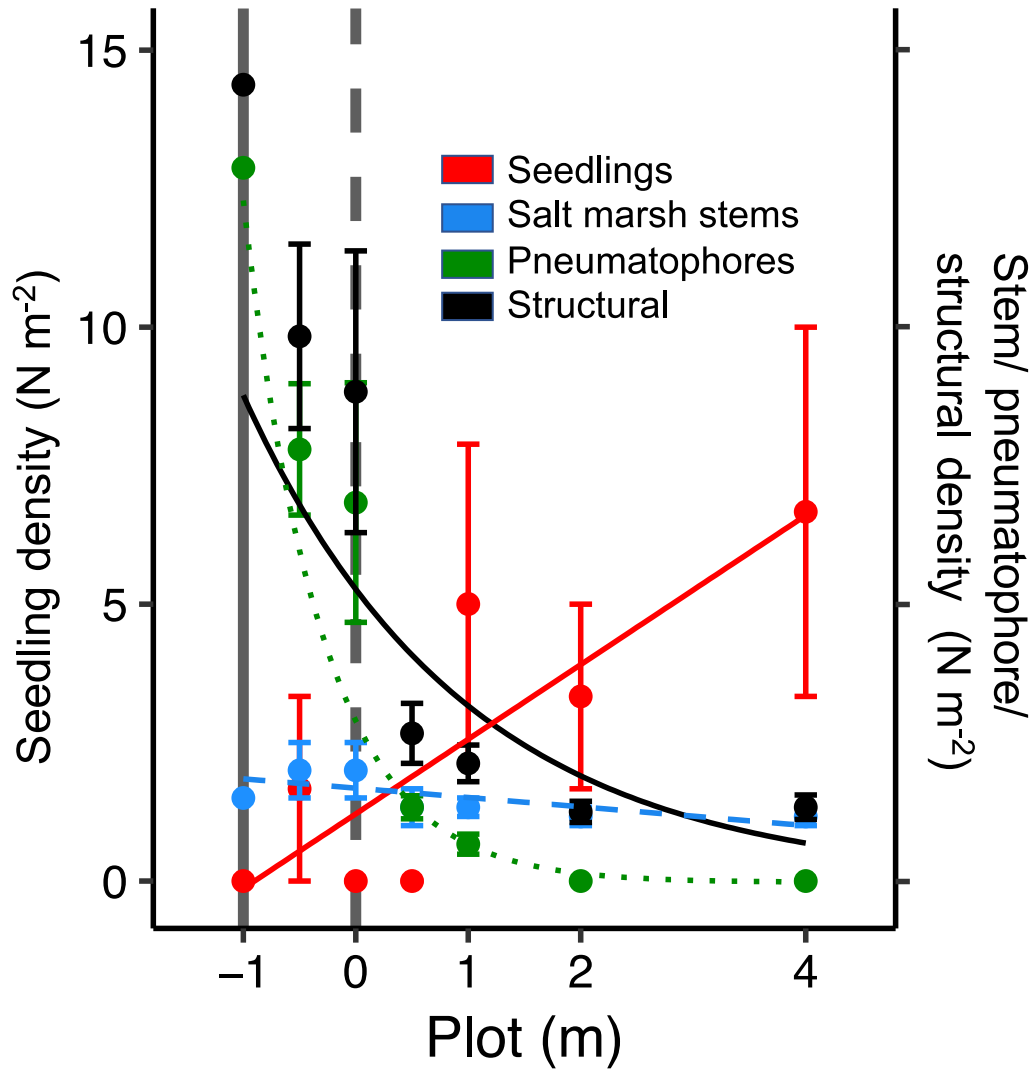 15
10
5
0
Seedling density (N m-2)
Seedlings
Salt marsh stems
Pneumatophores
Structural
Stem/ pneumatophore/
structural density (N m-2)
−1
0
1
2
4
Plot (m)